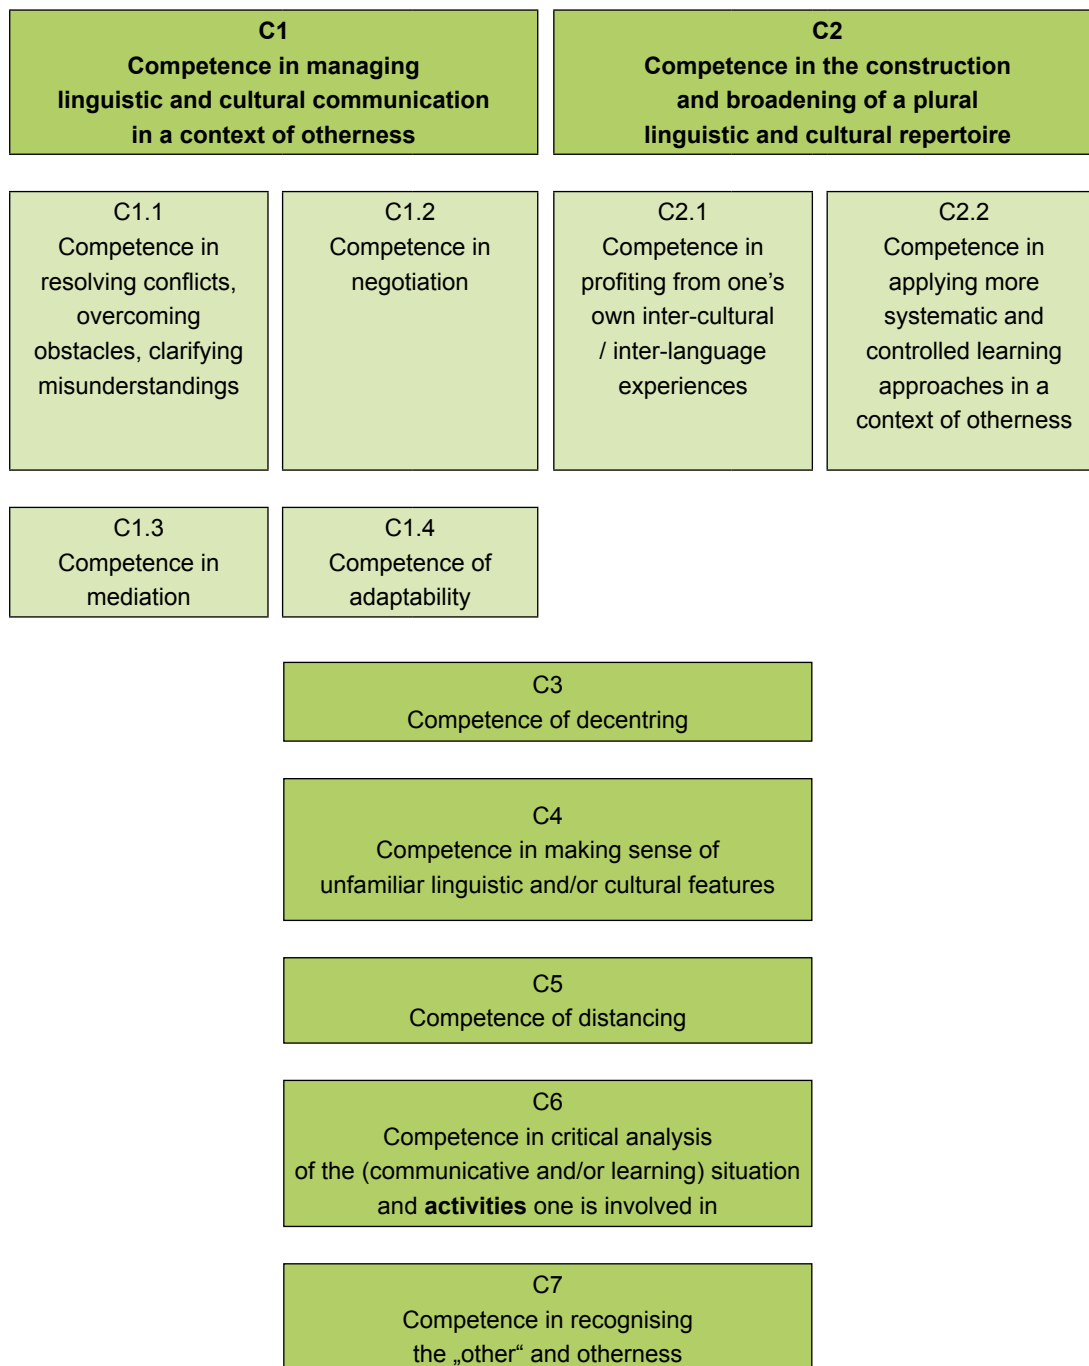 C1
Competence in managing
linguistic and cultural communication
in a context of otherness
C2
Competence in the construction
and broadening of a plural
linguistic and cultural repertoire
C1.1
Competence in
resolving conflicts,
overcoming
obstacles, clarifying
misunderstandings
C1.2
Competence in
negotiation
C2.1
Competence in
profiting from one’s
own inter-cultural
/ inter-language
experiences
C2.2
Competence in
applying more
systematic and
controlled learning
approaches in a
context of otherness
C1.3
Competence in
mediation
C1.4
Competence of
adaptability
C3
Competence of decentring
C4
Competence in making sense of
unfamiliar linguistic and/or cultural features
C5
Competence of distancing
C6
Competence in critical analysis
of the (communicative and/or learning) situation
and activities one is involved in
C7
Competence in recognising
the „other“ and otherness